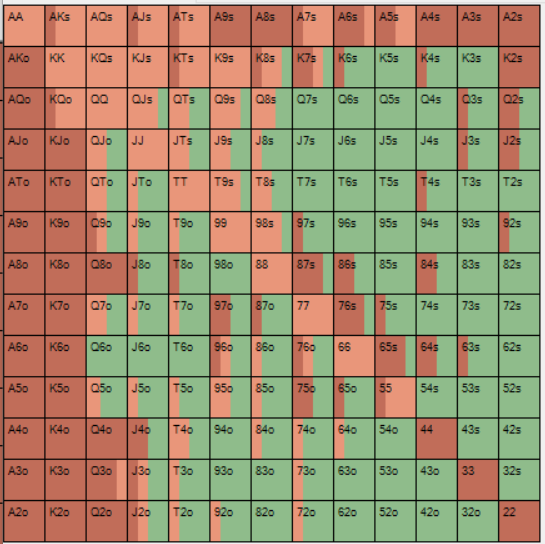 AA AKs AQs AJs ATs A9s A8s A7s A6s A5s A4s A3s A2s
AKo KK KQs KJs KTs K9s K8s K7s K6s K5s K4s K3s K2s
AQo KQo QQ QJs QTs Q9s Q8s Q7s Q6s Q5s Q4s Q3s Q2s
AJo KJo QJo JJ JTs J9s J8s J7s J6s J5s J4s J3s J2s
ATo KTo QTo JTo TT T9s T8s T7s T6s T5s T4s T3s T2s
A9o K9o Q9o J9o T9o 99 98s 97s 96s 95s 94s 93s 92s
A8o K8o Q8o J8o T8o 98o 88 87s 86s 85s 84s 83s 82s
A7o K7o Q7o J7o T7o 97o 87o 77 76s 75s 74s 73s 72s
A6o K6o Q6o J6o T6o 96o 86o 76o 66 65s 64s 63s 62s
A5o K5o Q5o J5o T5o 95o 85o 75o 65o 55 54s 53s 52s
A4o K4o Q4o J4o T4o 94o 84o 74o 64o 54o 44 43s 42s
A3o K3o Q3o J3o T3o 93o 83o 73o 63o 53o 43o 33 32s
A2o K2o Q2o J2o T2o 92o 82o 72o 62o 52o 42o 32o 22